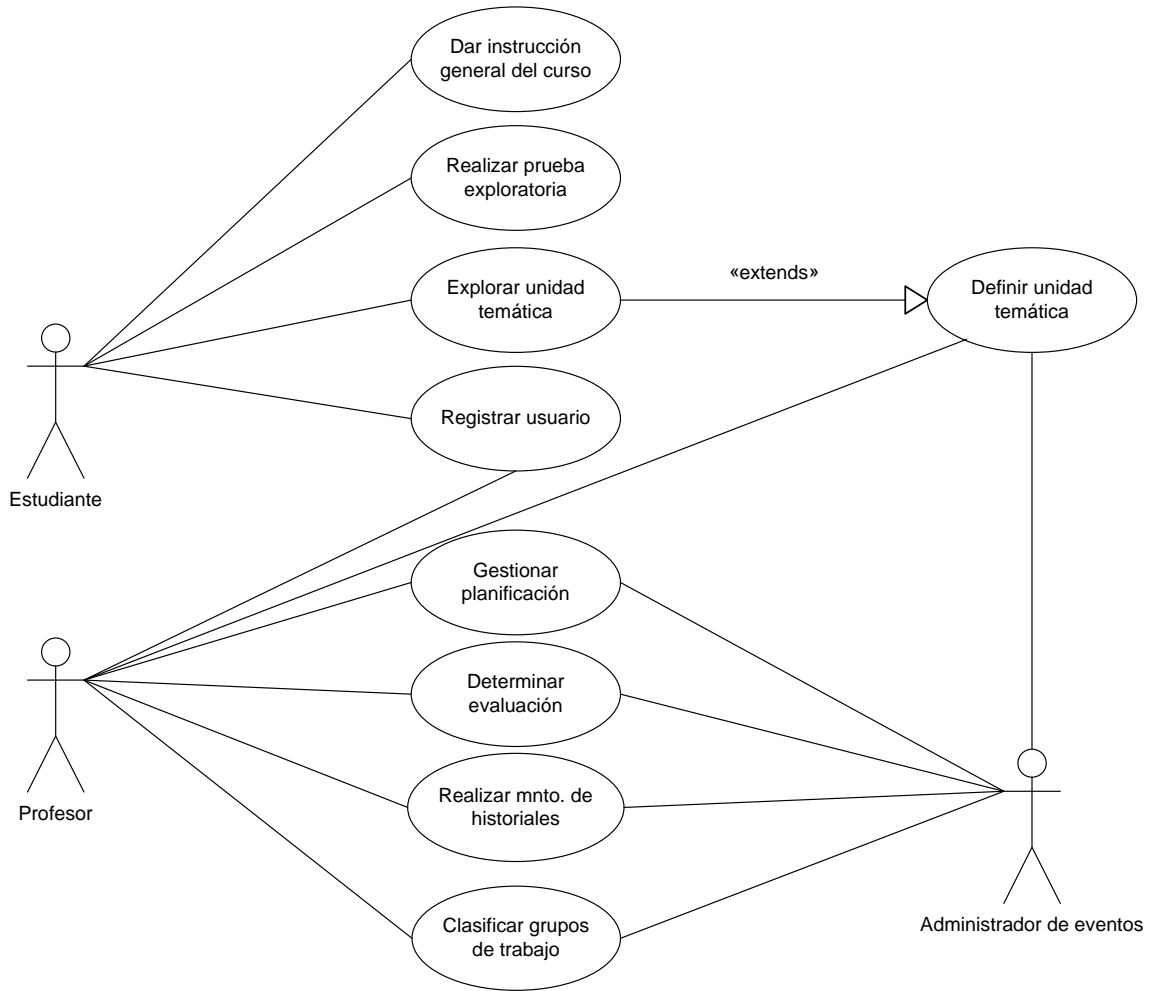 Dar instrucción
general del curso
Realizar prueba
exploratoria
Explorar unidad
temática
«extends»
Definir unidad
temática
Registrar usuario
Estudiante
Gestionar
planificación
Determinar
evaluación
Profesor
Realizar mnto. de
historiales
Clasificar grupos
de trabajo
Administrador de eventos